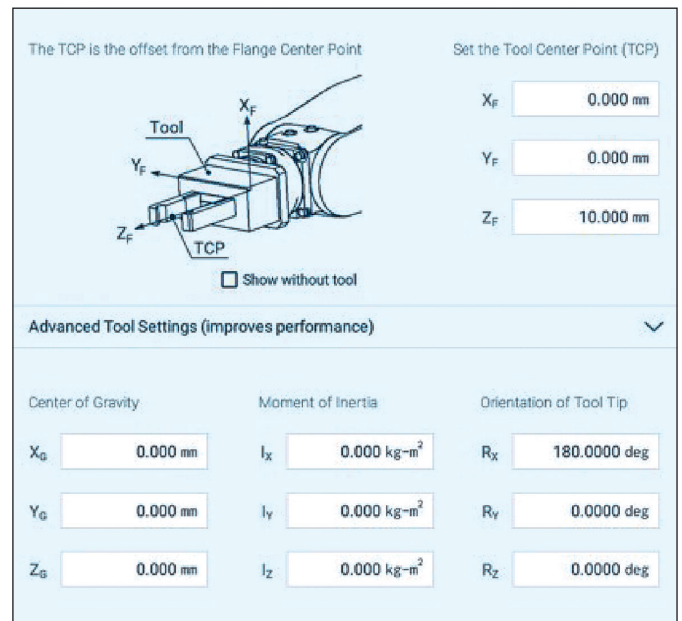 The TCP is the offset from the Flange Center Point
Set the Tool Center Point (TCP)
XF
Tool
YF
ZF
TCP
Show without tool
XF 0.000 mm
YF 0.000 mm
ZF 10.000 mm
Advanced Tool Settings (improves performance)
Center of Gravity Moment of Inertia Orientation of Tool Tip
XG 0.000 mm IX 0.000 kg-m² RX 180.0000 deg
YG 0.000 mm IY 0.000 kg-m² RY 0.0000 deg
ZG 0.000 mm IZ 0.000 kg-m² RZ 0.0000 deg